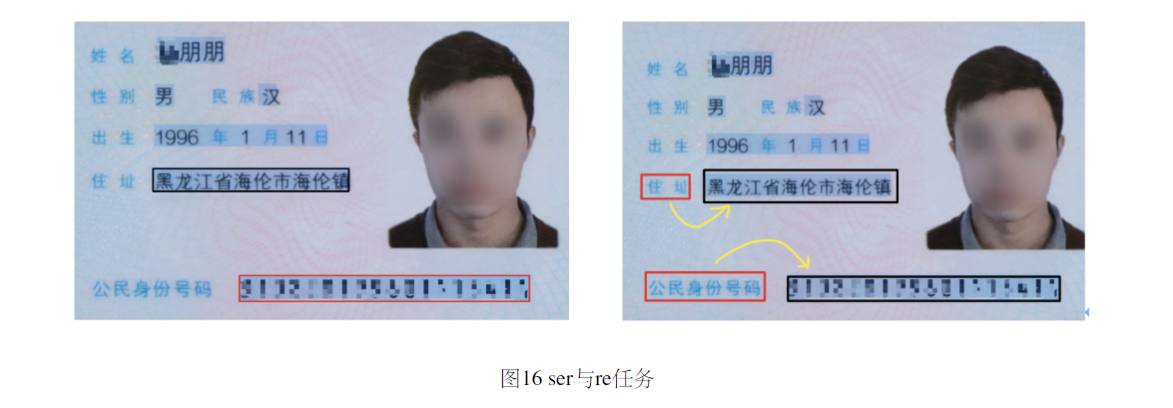 姓名 朋朋
性别 男 民族 汉
出生 1996 年 1 月 11 日
住址 黑龙江省海伦市海伦镇
公民身份号码
姓名 朋朋
性别 男 民族 汉
出生 1996 年 1 月 11 日
住址 黑龙江省海伦市海伦镇
公民身份号码
图16 ser与re任务